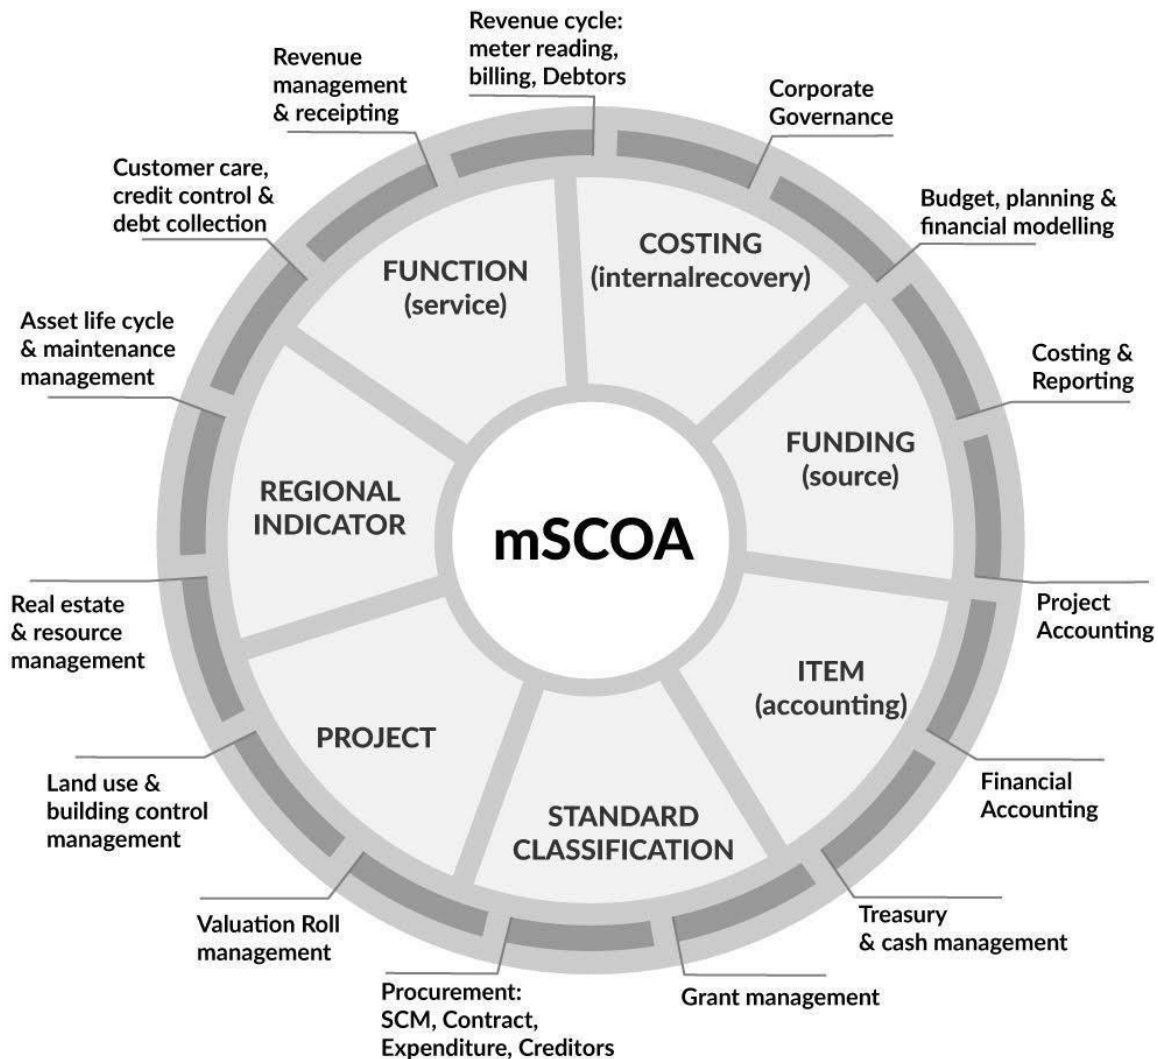 Revenue cycle:
meter reading,
billing, Debtors
Corporate
Governance
Budget, planning &
financial modelling
Costing &
Reporting
Project
Accounting
Financial
Accounting
Treasury
& cash management
Grant management
Procurement:
SCM, Contract,
Expenditure, Creditors
Valuation Roll
management
Land use &
building control
management
Real estate
& resource
management
Asset life cycle
& maintenance
management
Customer care,
credit control &
debt collection
Revenue
management
& receipting
COSTING
(internalrecovery)
FUNDING
(source)
ITEM
(accounting)
STANDARD
CLASSIFICATION
PROJECT
REGIONAL
INDICATOR
FUNCTION
(service)
mSCOA